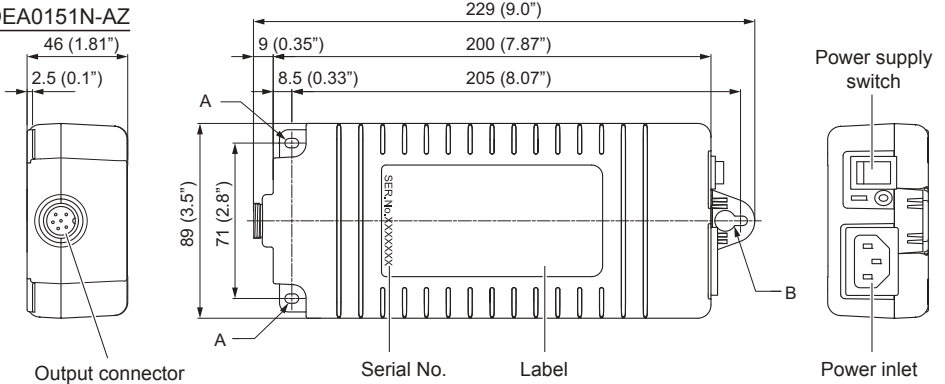 DEA0151N-AZ
229 (9.0”)
46 (1.81”)
9 (0.35”)
200 (7.87”)
Power supply
switch
2.5 (0.1”)
8.5 (0.33”)
205 (8.07”)
A
89 (3.5”)
71 (2.8”)
SER.No.XXXXXXX
B
A
Output connector
Serial No.
Label
Power inlet